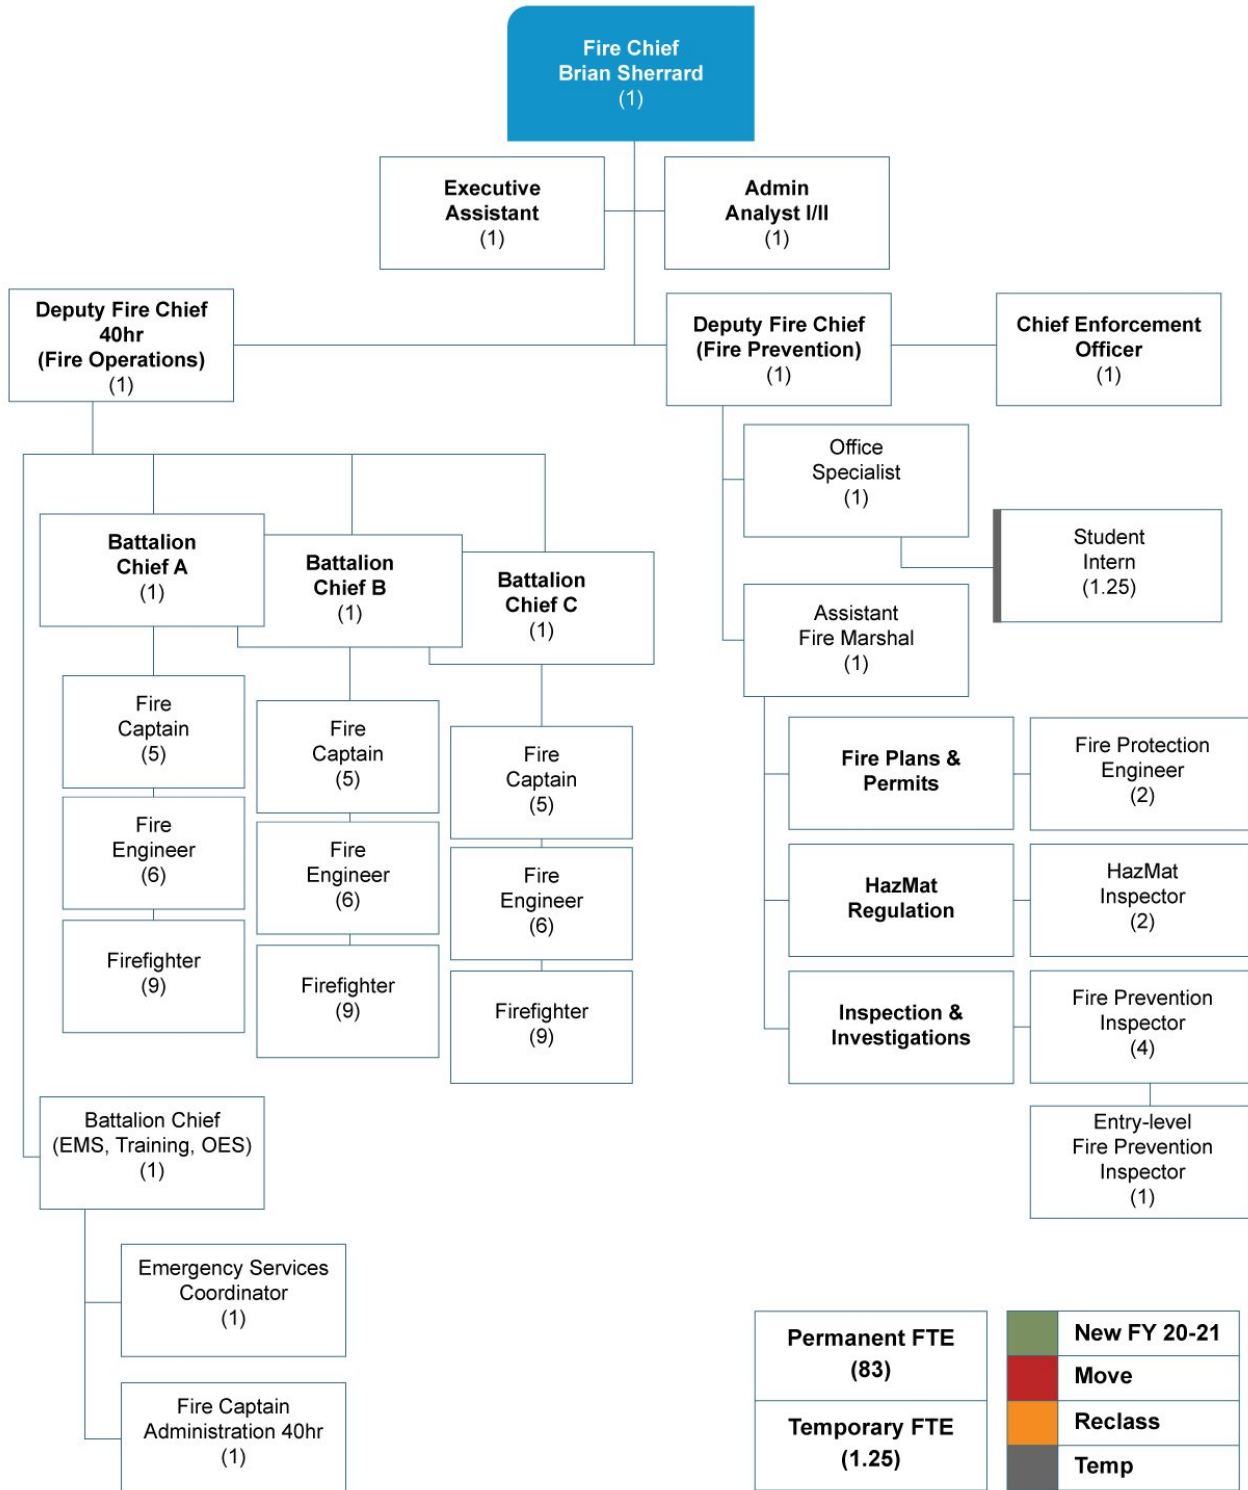 Fire Chief
Brian Sherrard
(1)
Executive
Assistant
(1)
Admin
Analyst I/II
(1)
Deputy Fire Chief
40hr
(Fire Operations)
(1)
Deputy Fire Chief
(Fire Prevention)
(1)
Chief Enforcement
Officer
(1)
Office
Specialist
(1)
Student
Intern
(1.25)
Battalion
Chief A
(1)
Battalion
Chief B
(1)
Battalion
Chief C
(1)
Assistant
Fire Marshal
(1)
Fire
Captain
(5)
Fire
Captain
(5)
Fire
Captain
(5)
Fire Plans &
Permits
Fire Protection
Engineer
(2)
Fire
Engineer
(6)
Fire
Engineer
(6)
Fire
Engineer
(6)
HazMat
Regulation
HazMat
Inspector
(2)
Firefighter
(9)
Firefighter
(9)
Firefighter
(9)
Inspection &
Investigations
Fire Prevention
Inspector
(4)
Entry-level
Fire Prevention
Inspector
(1)
Battalion Chief
(EMS, Training, OES)
(1)
Emergency Services
Coordinator
(1)
Fire Captain
Administration 40hr
(1)
Permanent FTE
(83)
Temporary FTE
(1.25)
New FY 20-21
Move
Reclass
Temp